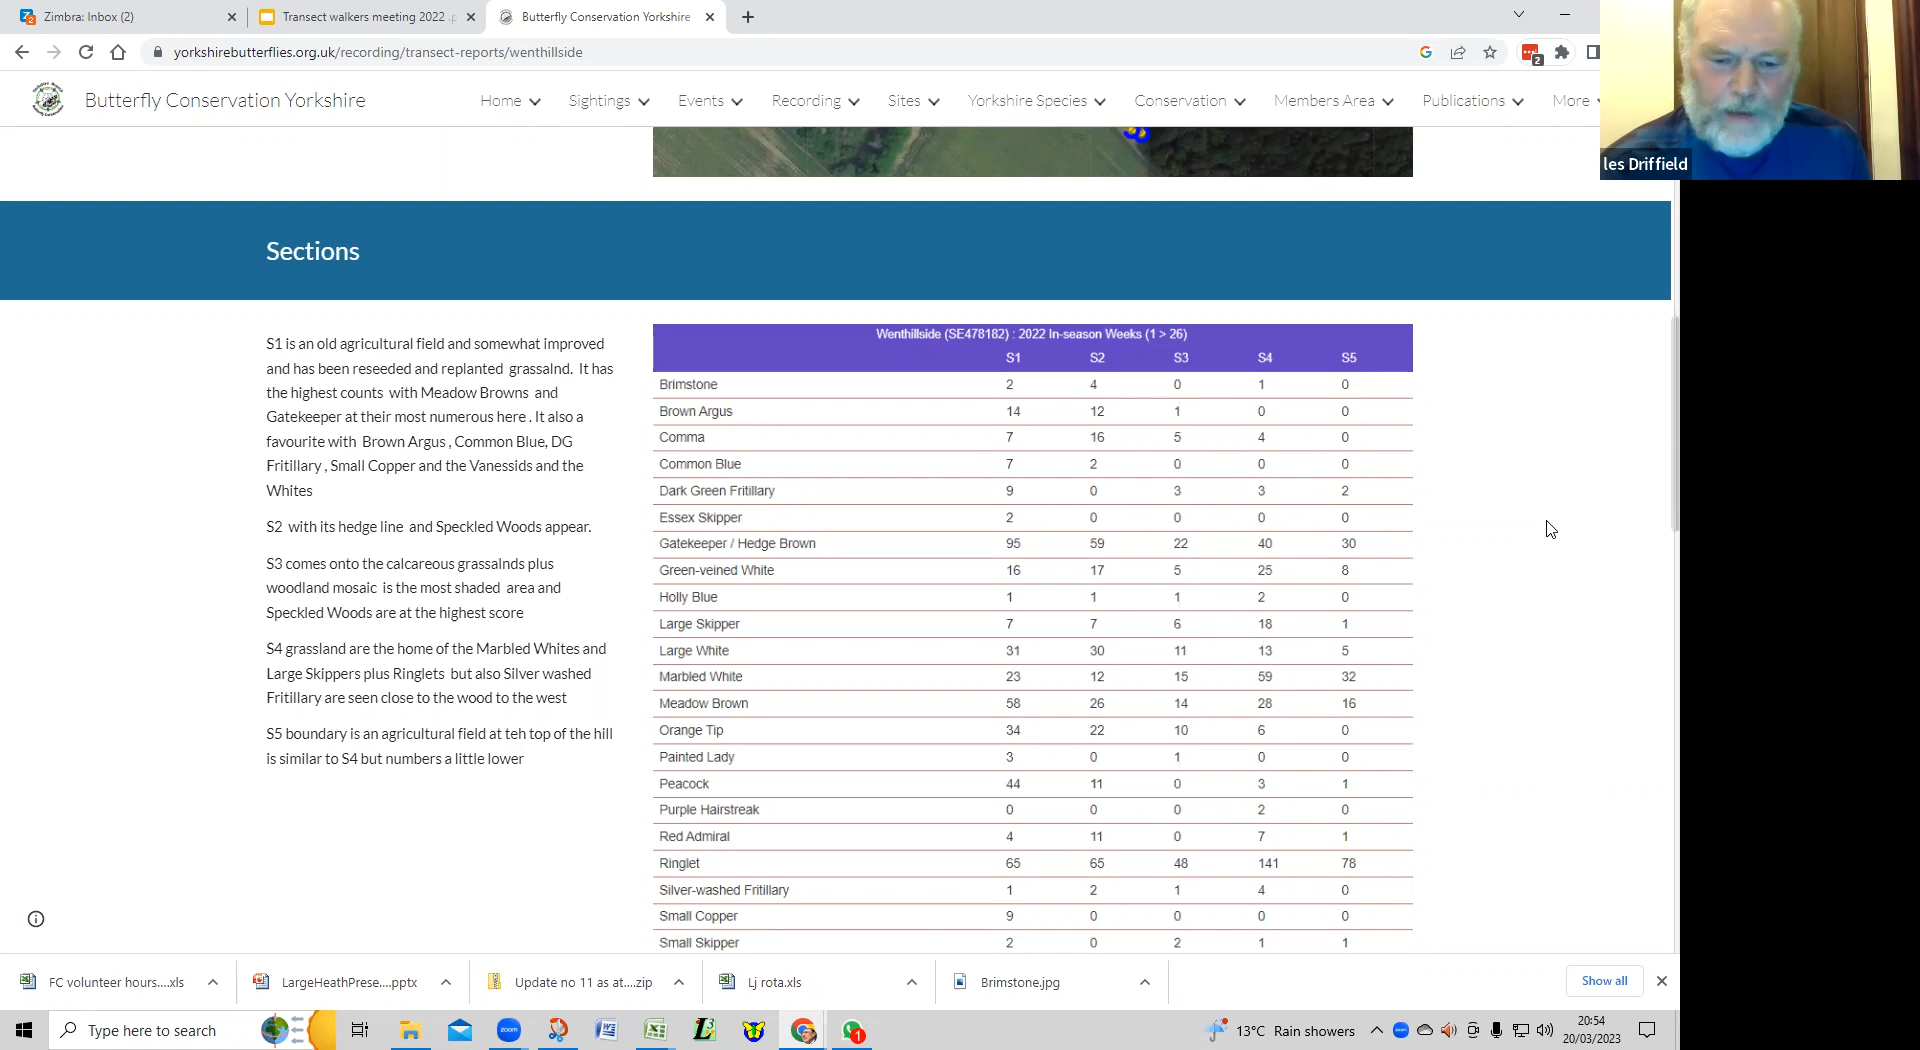 Zimbra: Inbox (2)
Transect walkers meeting 2022 .p
Butterfly Conservation Yorkshire
yorkshirebutterflies.org.uk/recording/transect-reports/wenthillside
2
Butterfly Conservation Yorkshire
Home Sightings Events Recording Sites Yorkshire Species Conservation Members Area Publications More
les Driffield
Sections
S1 is an old agricultural field and somewhat improved
and has been reseeded and replanted grassalnd. It has
the highest counts with Meadow Browns and
Gatekeeper at their most numerous here . It also a
favourite with Brown Argus , Common Blue, DG
Fritillary , Small Copper and the Vanessids and the
Whites
S2 with its hedge line and Speckled Woods appear.
S3 comes onto the calcareous grassalnds plus
woodland mosaic is the most shaded area and
Speckled Woods are at the highest score
S4 grassland are the home of the Marbled Whites and
Large Skippers plus Ringlets but also Silver washed
Fritillary are seen close to the wood to the west
S5 boundary is an agricultural field at teh top of the hill
is similar to S4 but numbers a little lower
Wenthillside (SE478182) : 2022 In-season Weeks (1 > 26)
S1 S2 S3 S4 S5
Brimstone 2 4 0 1 0
Brown Argus 14 12 1 0 0
Comma 7 16 5 4 0
Common Blue 7 2 0 0 0
Dark Green Fritillary 9 0 3 3 2
Essex Skipper 2 0 0 0 0
Gatekeeper / Hedge Brown 95 59 22 40 30
Green-veined White 16 17 5 25 8
Holly Blue 1 1 1 2 0
Large Skipper 7 7 6 18 1
Large White 31 30 11 13 5
Marbled White 23 12 15 59 32
Meadow Brown 58 26 14 28 16
Orange Tip 34 22 10 6 0
Painted Lady 3 0 1 0 0
Peacock 44 11 0 3 1
Purple Hairstreak 0 0 0 2 0
Red Admiral 4 11 0 7 1
Ringlet 65 65 48 141 78
Silver-washed Fritillary 1 2 1 4 0
Small Copper 9 0 0 0 0
Small Skipper 2 0 2 1 1
FC volunteer hours....xls
LargeHeathPrese....pptx
Update no 11 as at....zip
Lj rota.xls
Brimstone.jpg
Show all
Type here to search
zoom
1
13°C Rain showers
20:54
20/03/2023